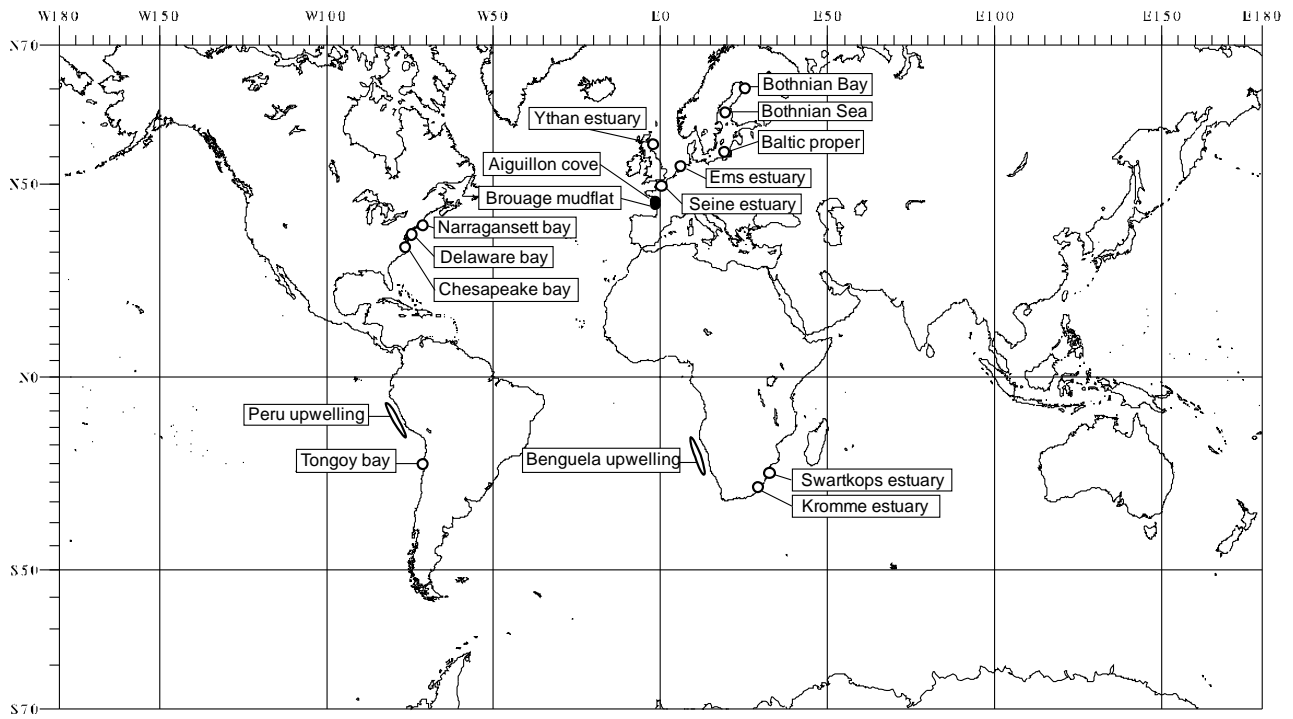 W180 W150 W100 W50 E0 E50 E100 E150 E180
N70
Bothnian Bay
Ythan estuary
Bothnian Sea
Baltic proper
Aiguillon cove
Ems estuary
N50
Brouage mudflat
Seine estuary
Narragansett bay
Delaware bay
Chesapeake bay
N0
Peru upwelling
Tongoy bay
Benguela upwelling
Swartkops estuary
Kromme estuary
S50
S70